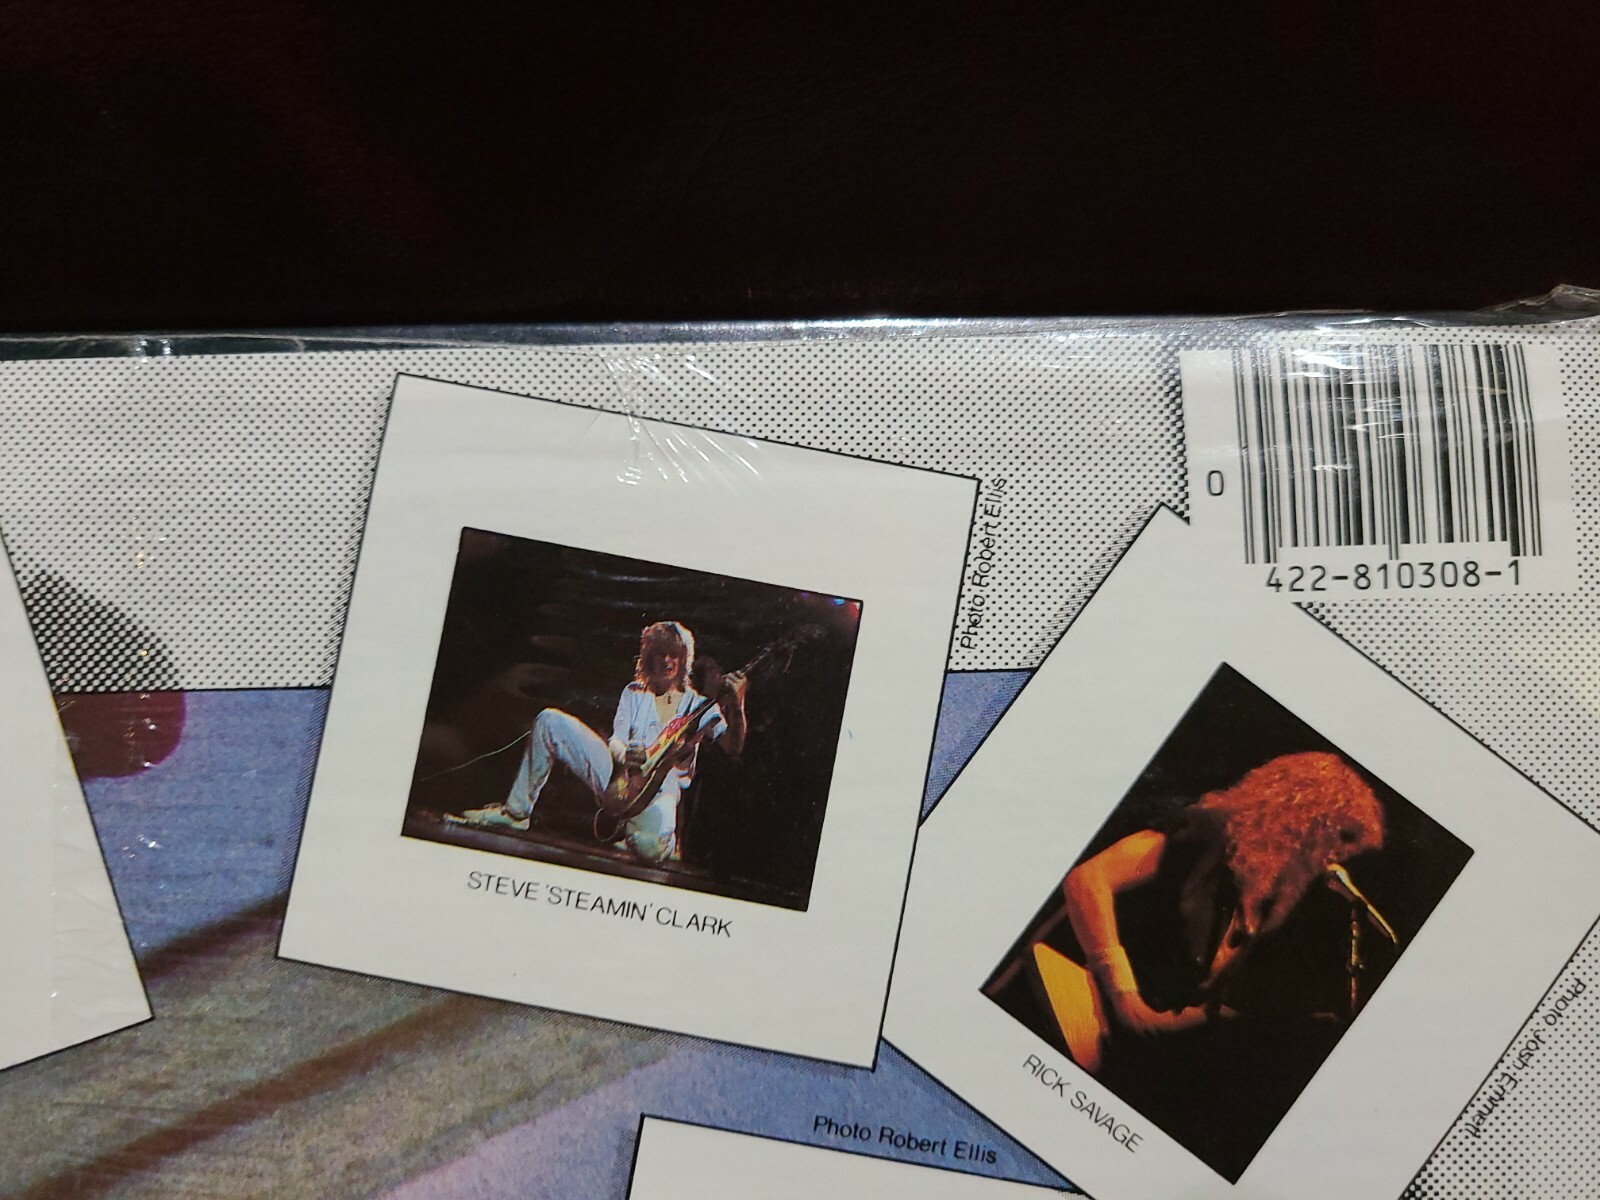 0
422-810308-1
Photo Robert Ellis
STEVE 'STEAMIN' CLARK
RICK SAVAGE
Photo Josh Emmett
Photo Robert Ellis